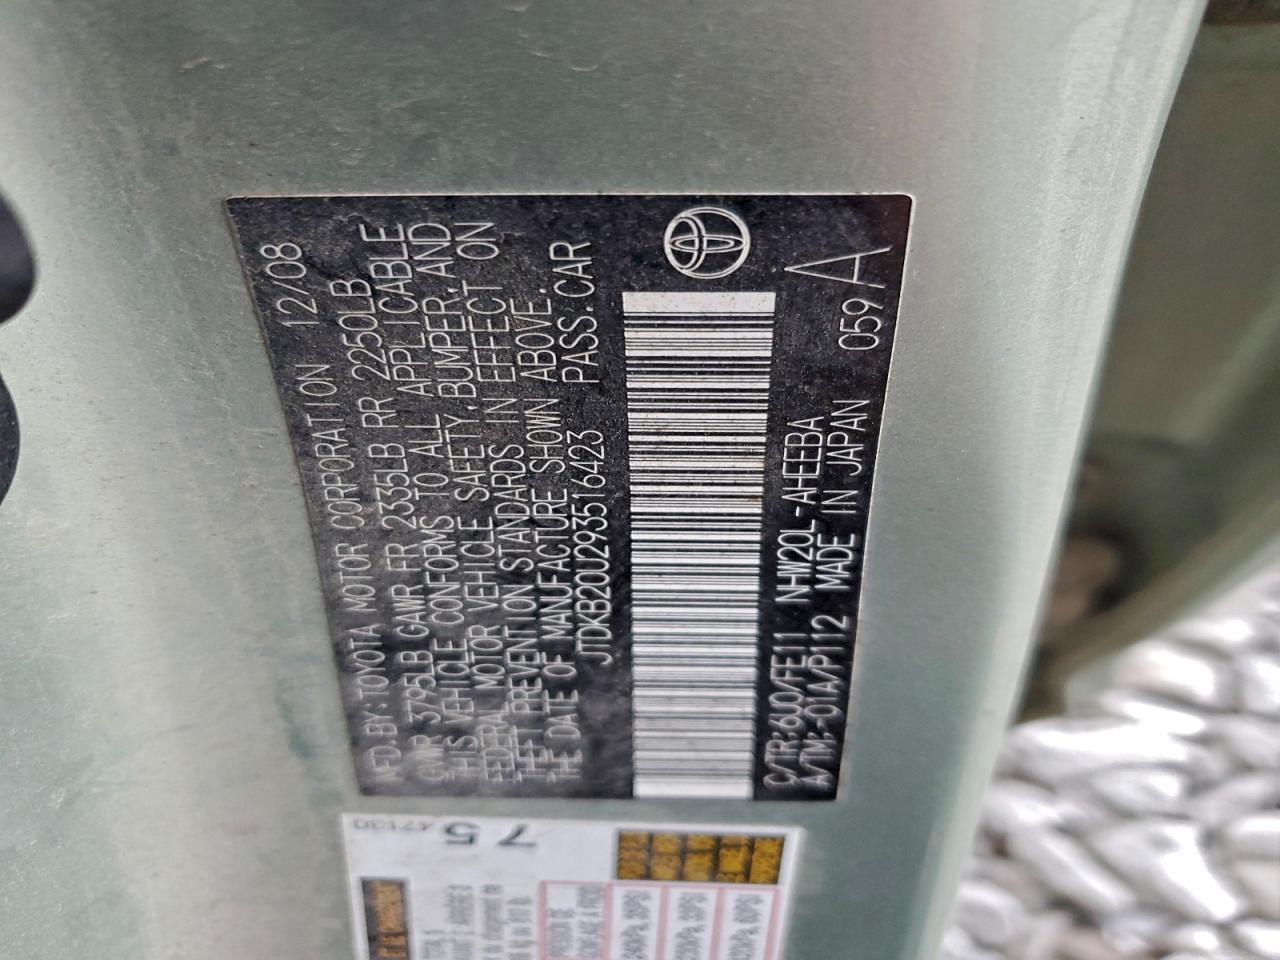 MFD. BY: TOYOTA MOTOR CORPORATION 12/08
GVWR 3795LB GAWR FR 2335LB RR 2250LB
THIS VEHICLE CONFORMS TO ALL APPLICABLE
FEDERAL MOTOR VEHICLE SAFETY, BUMPER, AND
THEFT PREVENTION STANDARDS IN EFFECT ON
THE DATE OF MANUFACTURE SHOWN ABOVE.
JTDKB20U293516423 PASS. CAR
C/TR: 6U0/FE11 NHW20L-AHEEBA
A/TM: -01A/P112 MADE IN JAPAN 059 A
75
47130